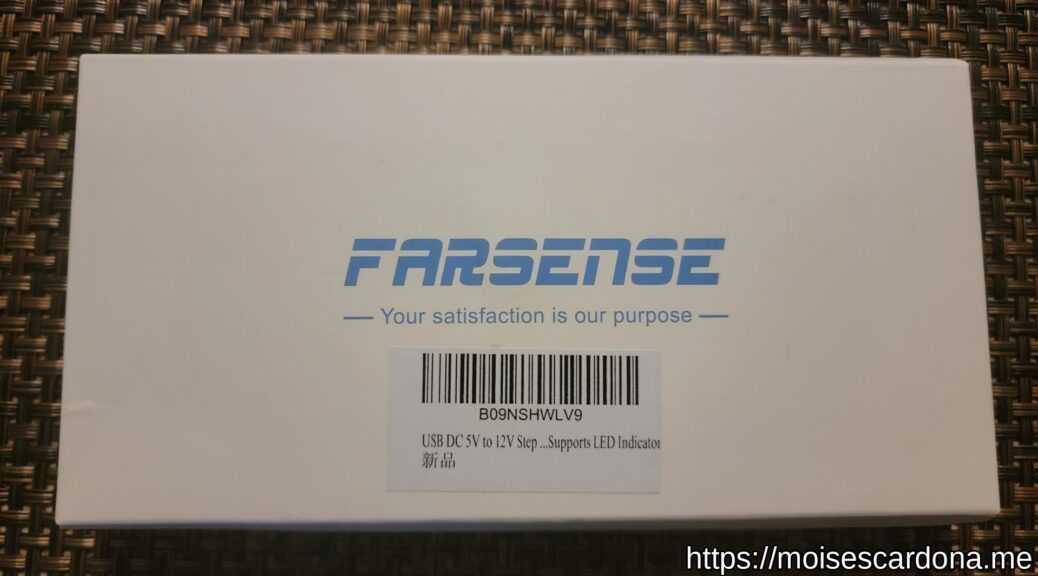 FARSENSE
Your satisfaction is our purpose
B09NSHWLV9
USB DC 5V to 12V Step ...Supports LED Indicator
新品
https://moisescardona.me